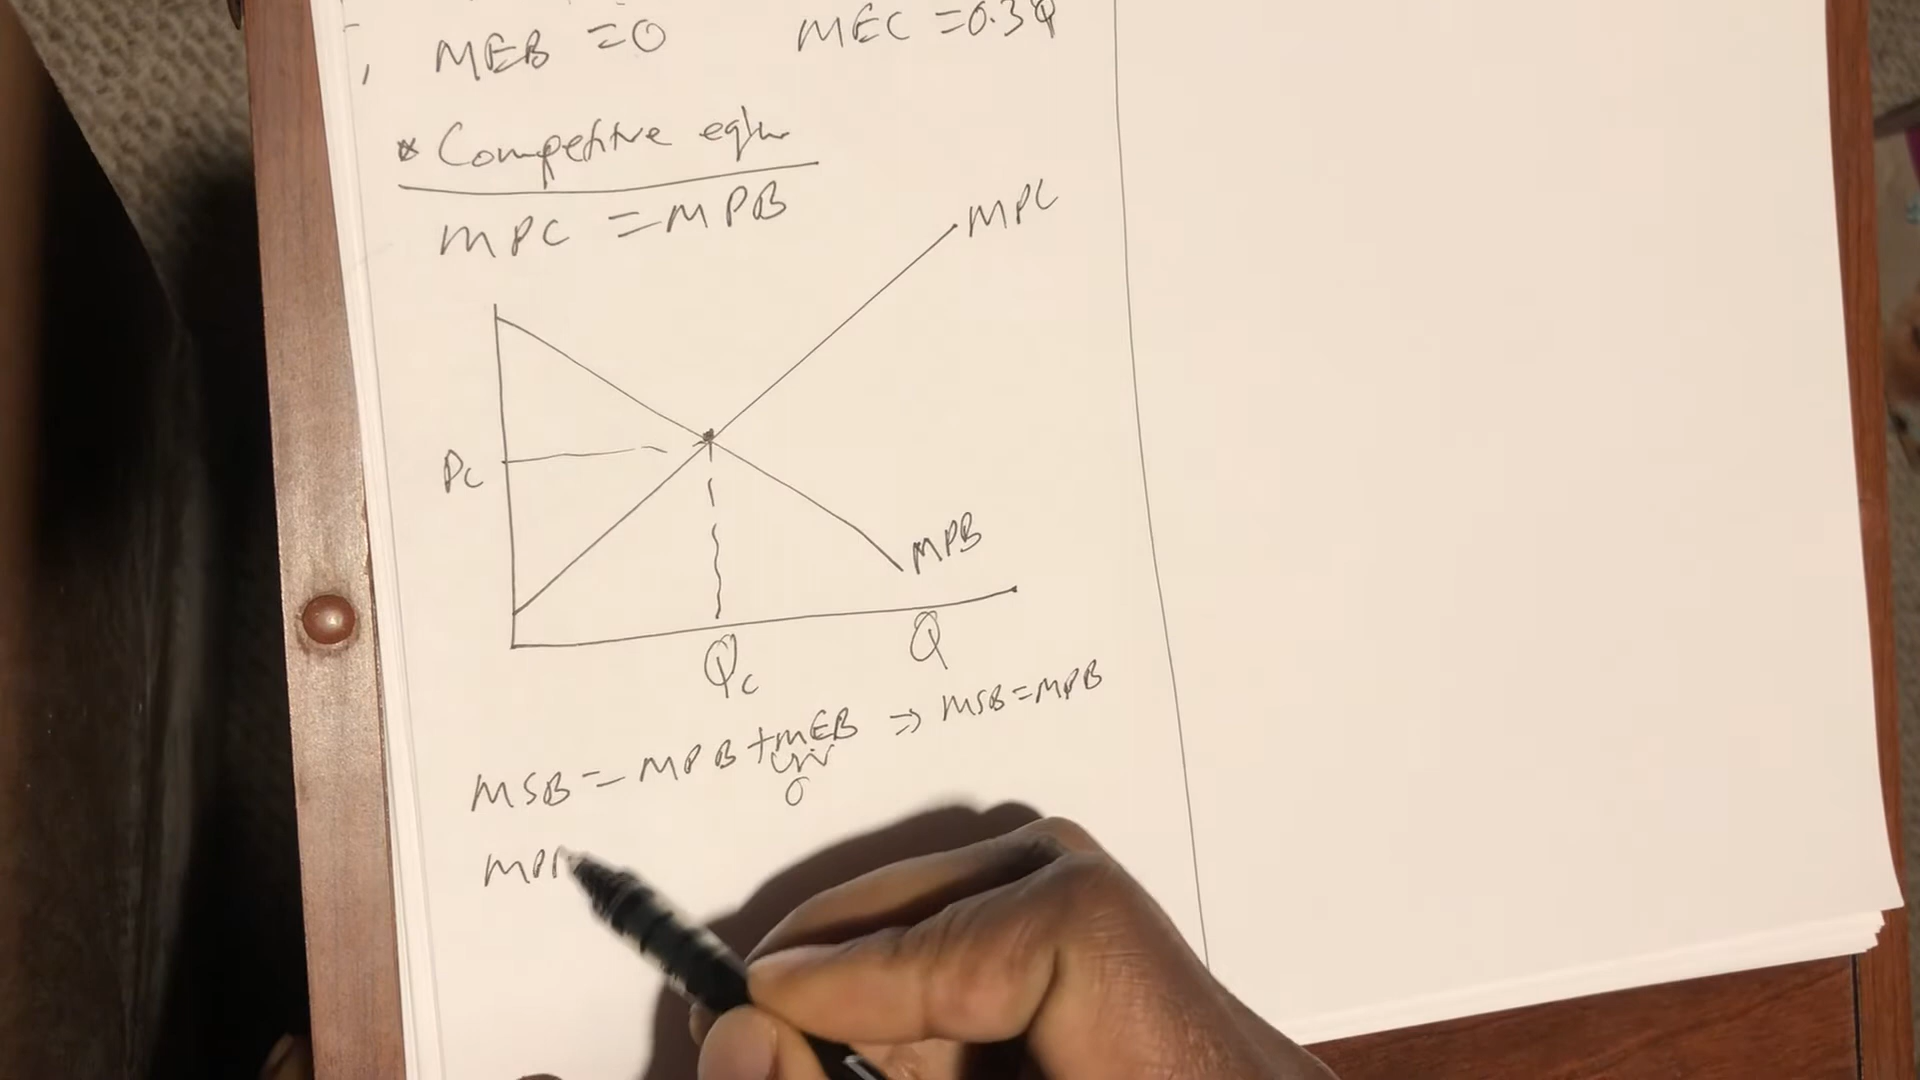 , MEB = 0 MEC = 0.3Q
* Competitive eqlm
MPC = MPB
MPC
Pc
MPB
Qc Q
MSB = MPB + MEB ⇒ MSB = MPB
0
MP